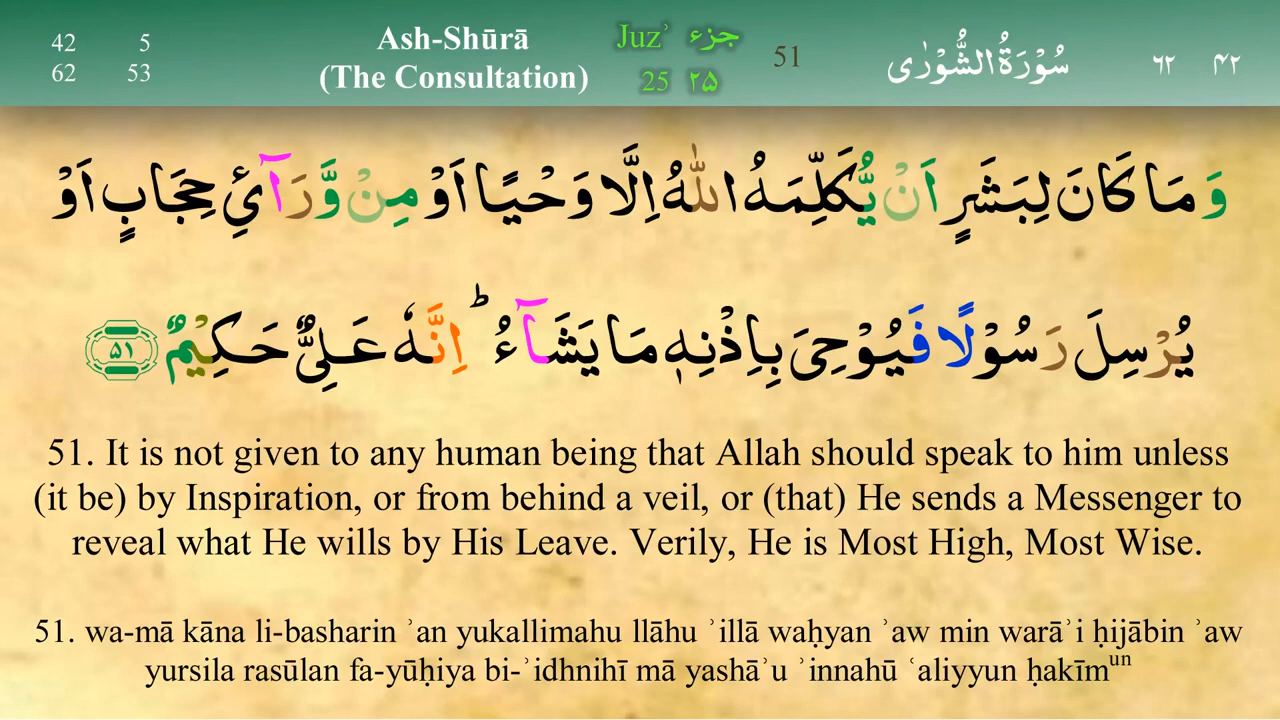 42 5
62 53
Ash-Shūrā
(The Consultation)
Juzʾ جزء
25 ۲۵
51
سُوْرَةُ الشُّوْرٰى
۶۲ ۴۲
وَمَا كَانَ لِبَشَرٍ اَنْ يُّكَلِّمَهُ اللّٰهُ اِلَّا وَحْيًا اَوْ مِنْ وَّرَآئِ حِجَابٍ اَوْ
يُرْسِلَ رَسُوْلًا فَيُوْحِىَ بِاِذْنِهٖ مَا يَشَآءُ ؕ اِنَّهٗ عَلِىٌّ حَكِيْمٌ ۵۱
51. It is not given to any human being that Allah should speak to him unless
(it be) by Inspiration, or from behind a veil, or (that) He sends a Messenger to
reveal what He wills by His Leave. Verily, He is Most High, Most Wise.
51. wa-mā kāna li-basharin ʾan yukallimahu llāhu ʾillā waḥyan ʾaw min warāʾi ḥijābin ʾaw
yursila rasūlan fa-yūḥiya bi-ʾidhnihī mā yashāʾu ʾinnahū ʿaliyyun ḥakīmun